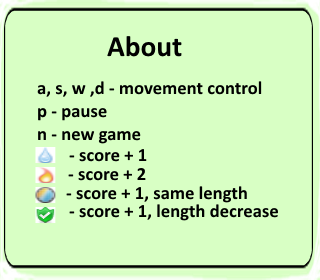 About
a, s, w ,d - movement control
p - pause
n - new game
- score + 1
- score + 2
- score + 1, same length
- score + 1, length decrease